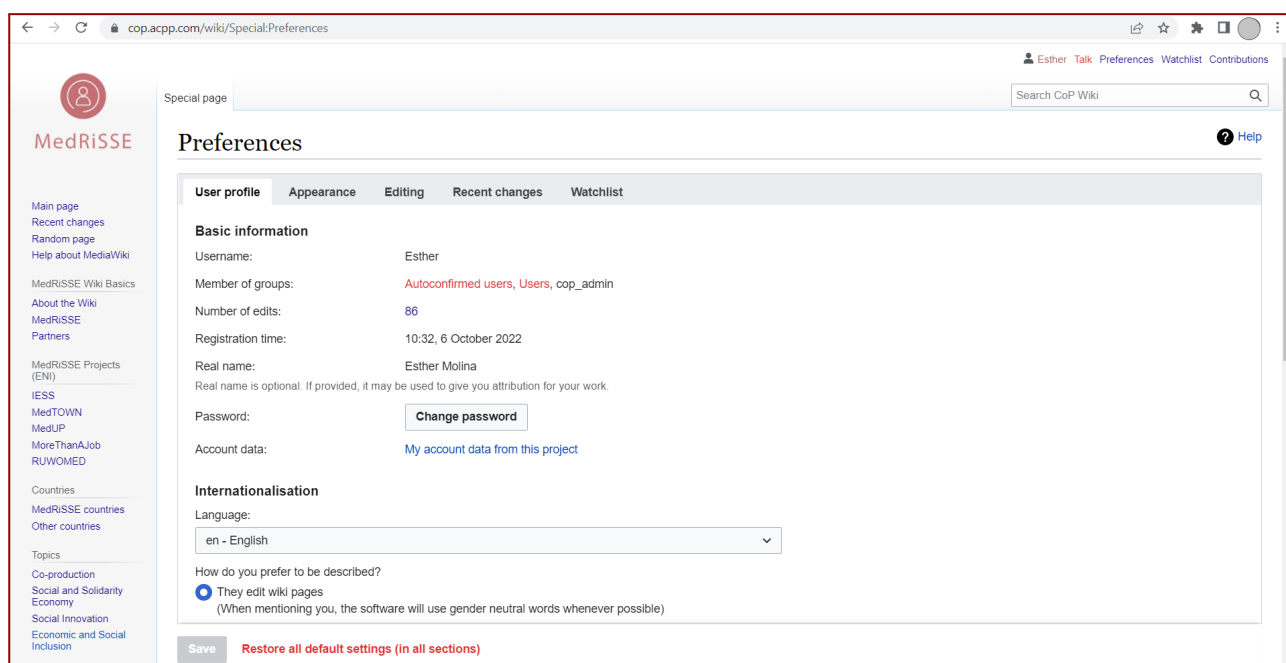 cop.acpp.com/wiki/Special:Preferences
Esther Talk Preferences Watchlist Contributions
MedRiSSE
Special page
Search CoP Wiki
Preferences
? Help
Main page
Recent changes
Random page
Help about MediaWiki
MedRiSSE Wiki Basics
About the Wiki
MedRiSSE
Partners
MedRiSSE Projects
(ENI)
IESS
MedTOWN
MedUP
MoreThanAJob
RUWOMED
Countries
MedRiSSE countries
Other countries
Topics
Co-production
Social and Solidarity
Economy
Social Innovation
Economic and Social
Inclusion
User profile Appearance Editing Recent changes Watchlist
Basic information
Username: Esther
Member of groups: Autoconfirmed users, Users, cop_admin
Number of edits: 86
Registration time: 10:32, 6 October 2022
Real name: Esther Molina
Real name is optional. If provided, it may be used to give you attribution for your work.
Password: Change password
Account data: My account data from this project
Internationalisation
Language:
en - English
How do you prefer to be described?
They edit wiki pages
(When mentioning you, the software will use gender neutral words whenever possible)
Save Restore all default settings (in all sections)